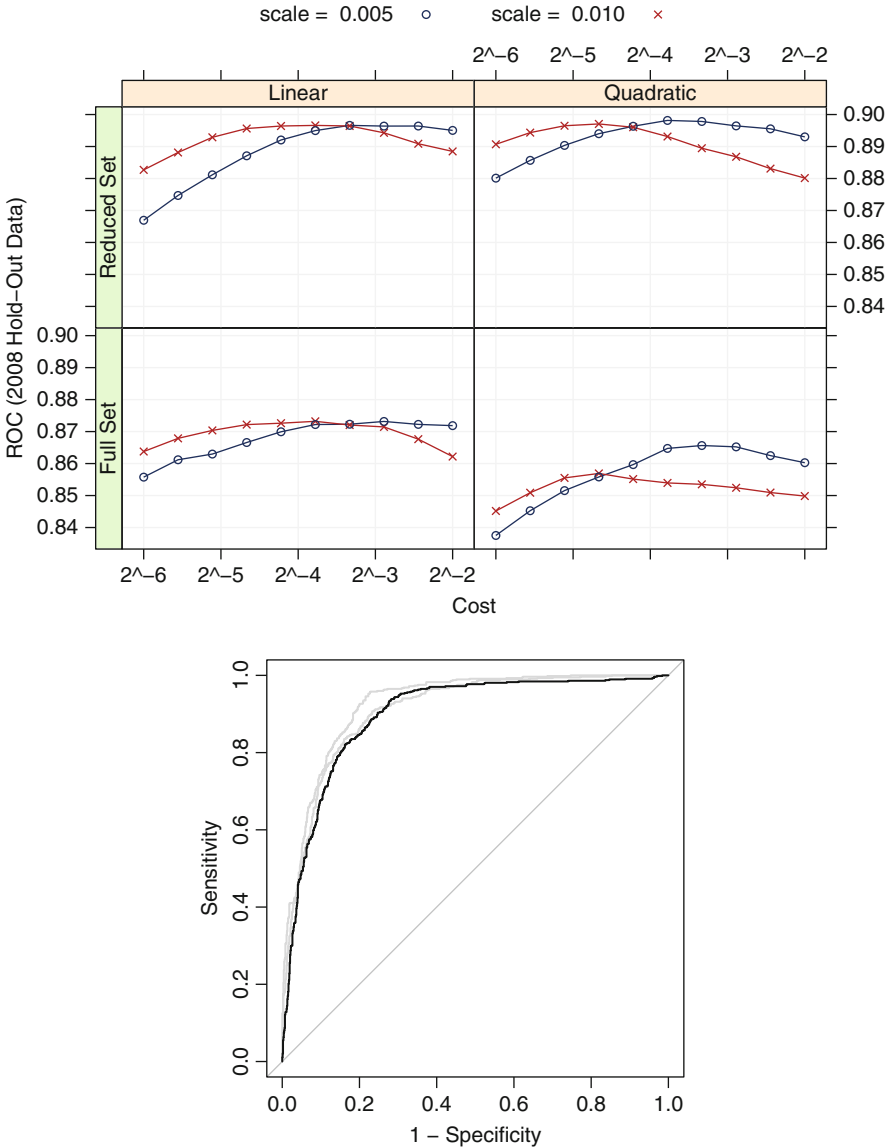 scale = 0.005 scale = 0.010
2^−6 2^−5 2^−4 2^−3 2^−2
Linear Quadratic
ROC (2008 Hold−Out Data)
Reduced Set
0.90
0.89
0.88
0.87
0.86
0.85
0.84
Full Set
0.90
0.89
0.88
0.87
0.86
0.85
0.84
2^−6 2^−5 2^−4 2^−3 2^−2
Cost
Sensitivity
1.0
0.8
0.6
0.4
0.2
0.0
0.0 0.2 0.4 0.6 0.8 1.0
1 − Specificity